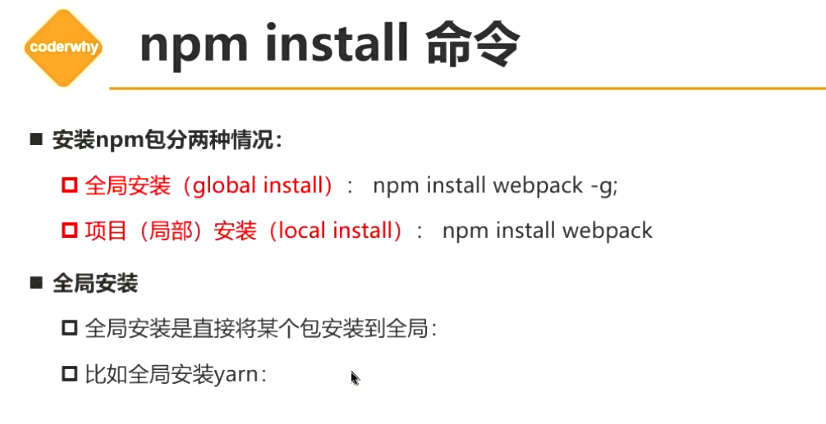 coderwhy
npm install 命令
安装npm包分两种情况：
全局安装（global install）： npm install webpack -g;
项目（局部）安装（local install）： npm install webpack
全局安装
全局安装是直接将某个包安装到全局：
比如全局安装yarn：